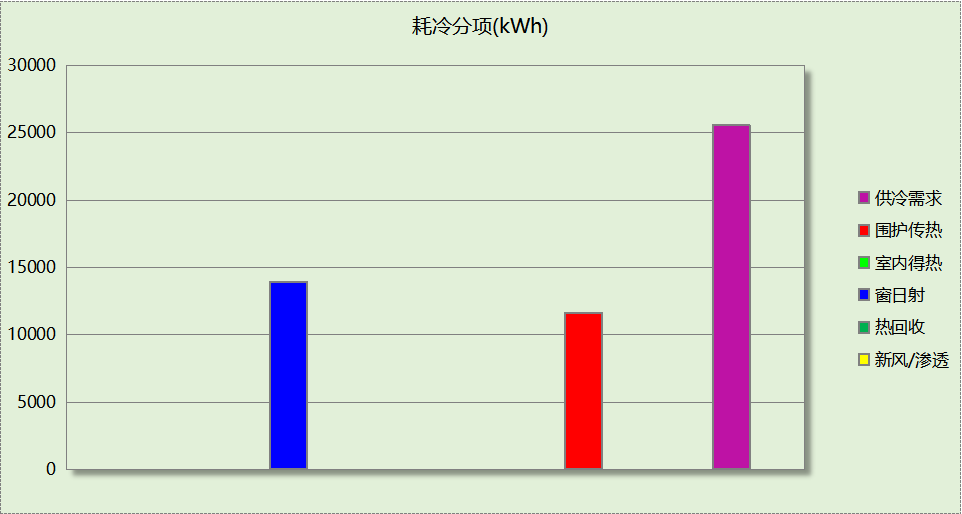 耗冷分项(kWh)
30000
25000
20000
15000
10000
5000
0
供冷需求
围护传热
室内得热
窗日射
热回收
新风/渗透